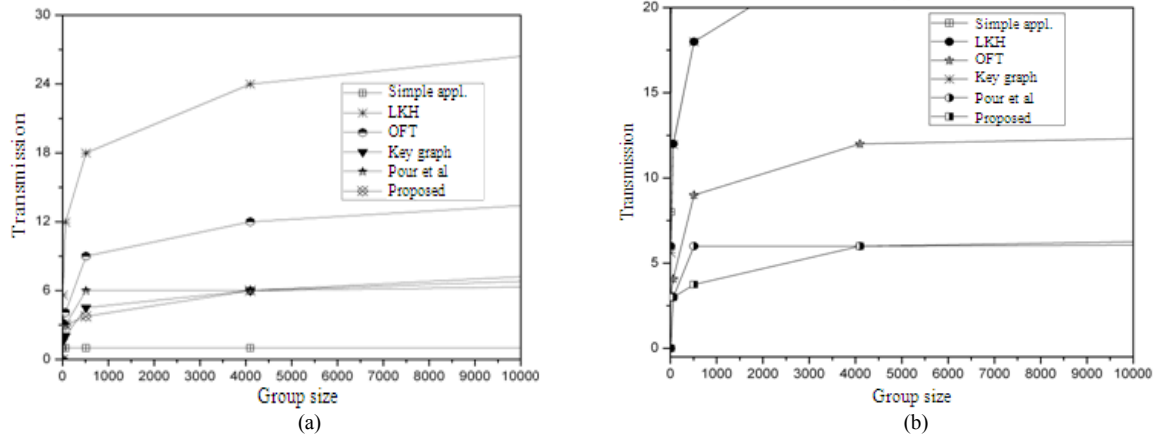 30
24
18
12
6
0
Transmission
Simple appl.
LKH
OFT
Key graph
Pour et al
Proposed
0 1000 2000 3000 4000 5000 6000 7000 8000 9000 10000
Group size
(a)
20
15
10
5
0
Transmission
Simple appl.
LKH
OFT
Key graph
Pour et al
Proposed
0 1000 2000 3000 4000 5000 6000 7000 8000 9000 10000
Group size
(b)